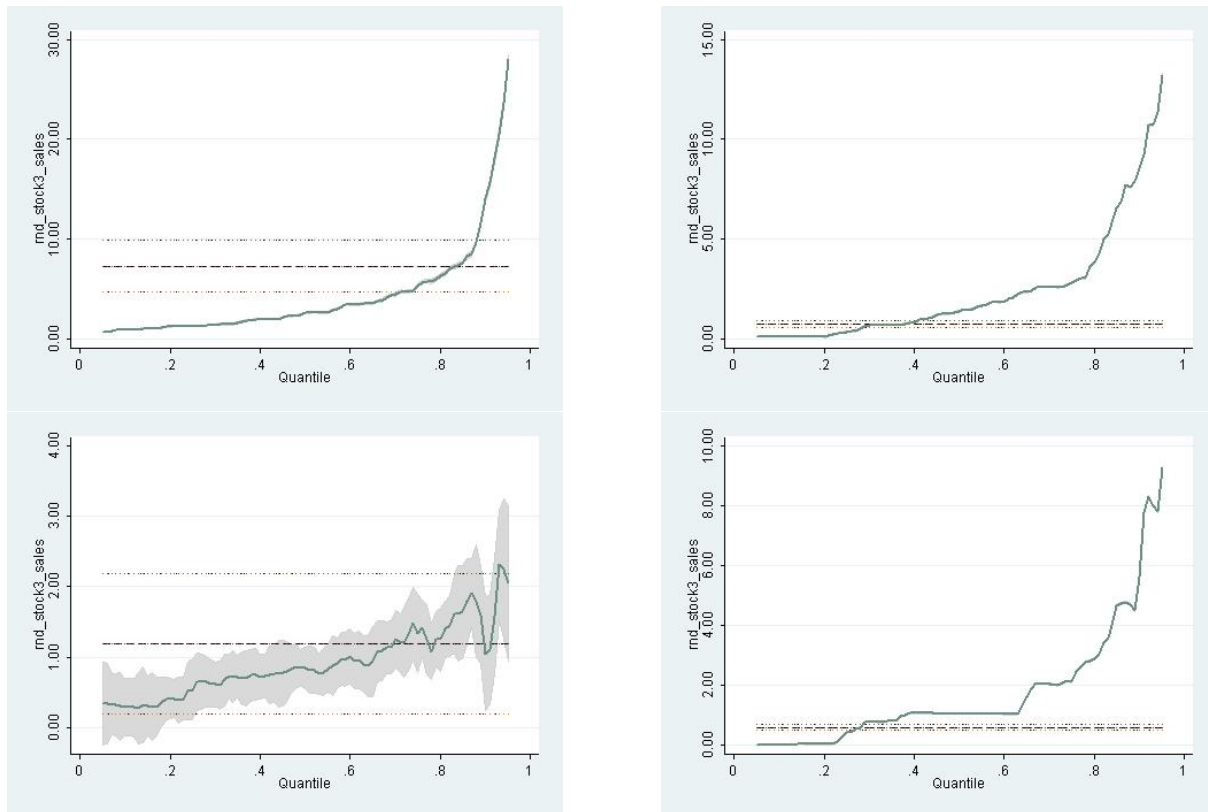 rnd_stock3_sales
30.00
20.00
10.00
0.00
0 .2 .4 .6 .8 1
Quantile
rnd_stock3_sales
15.00
10.00
5.00
0.00
0 .2 .4 .6 .8 1
Quantile
rnd_stock3_sales
4.00
3.00
2.00
1.00
0.00
0 .2 .4 .6 .8 1
Quantile
rnd_stock3_sales
10.00
8.00
6.00
4.00
2.00
0.00
0 .2 .4 .6 .8 1
Quantile